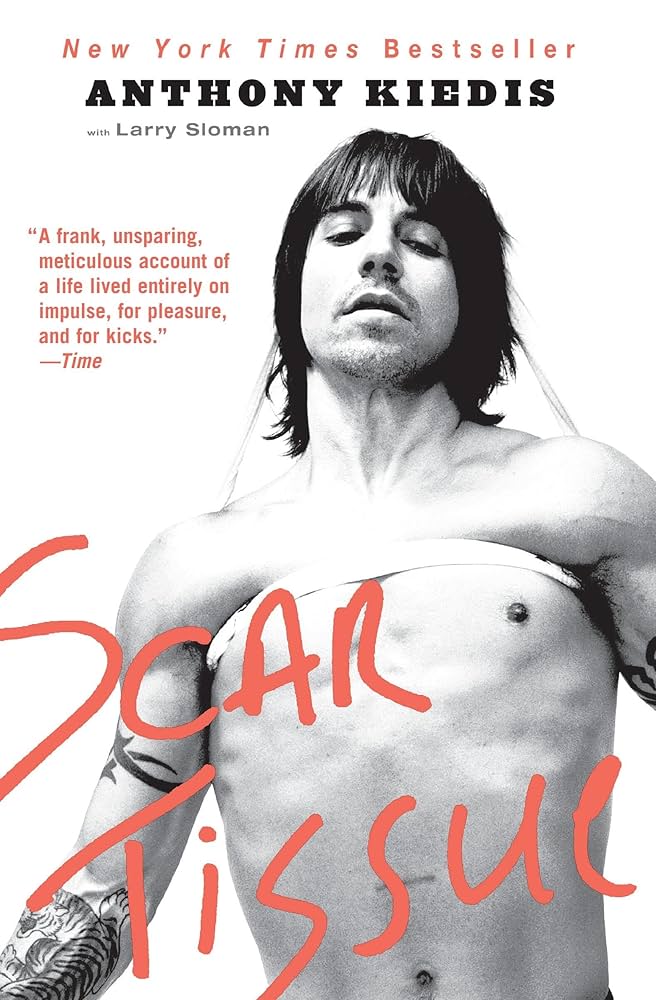 New York Times Bestseller
ANTHONY KIEDIS
with Larry Sloman
“A frank, unsparing,
meticulous account of
a life lived entirely on
impulse, for pleasure,
and for kicks.”
—Time
SCAR
TISSUE